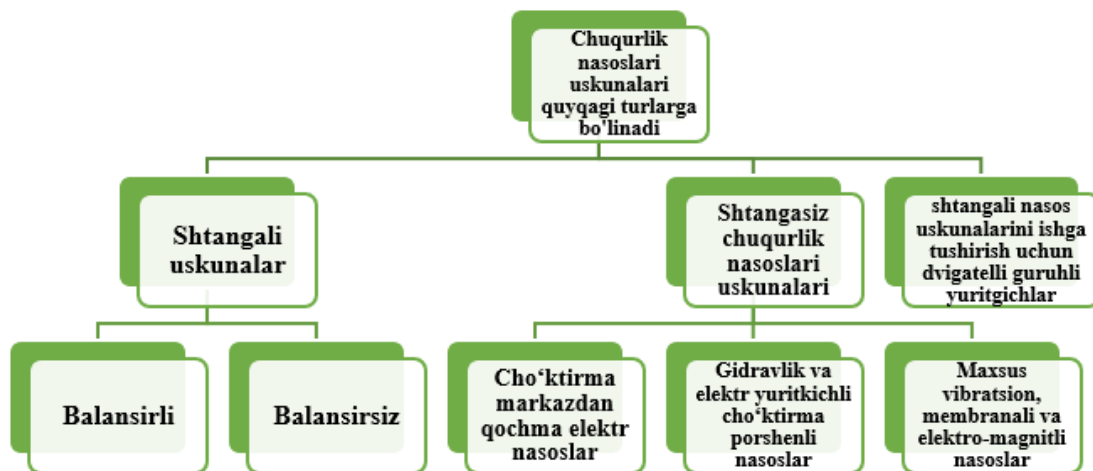 Chuqurlik
nasoslari
uskunalari
quyqagi turlarga
bo'linadi
Shtangali
uskunalar
Shtangasiz
chuqurlik
nasoslari
uskunalari
shtangali nasos
uskunalarini ishga
tushirish uchun
dvigatelli guruhli
yuritgichlar
Balansirli
Balansirsiz
Cho‘ktirma
markazdan
qochma elektr
nasoslar
Gidravlik va
elektr yuritkichli
cho‘ktirma
porshenli
nasoslar
Maxsus
vibratsion,
membranali va
elektro-magnitli
nasoslar